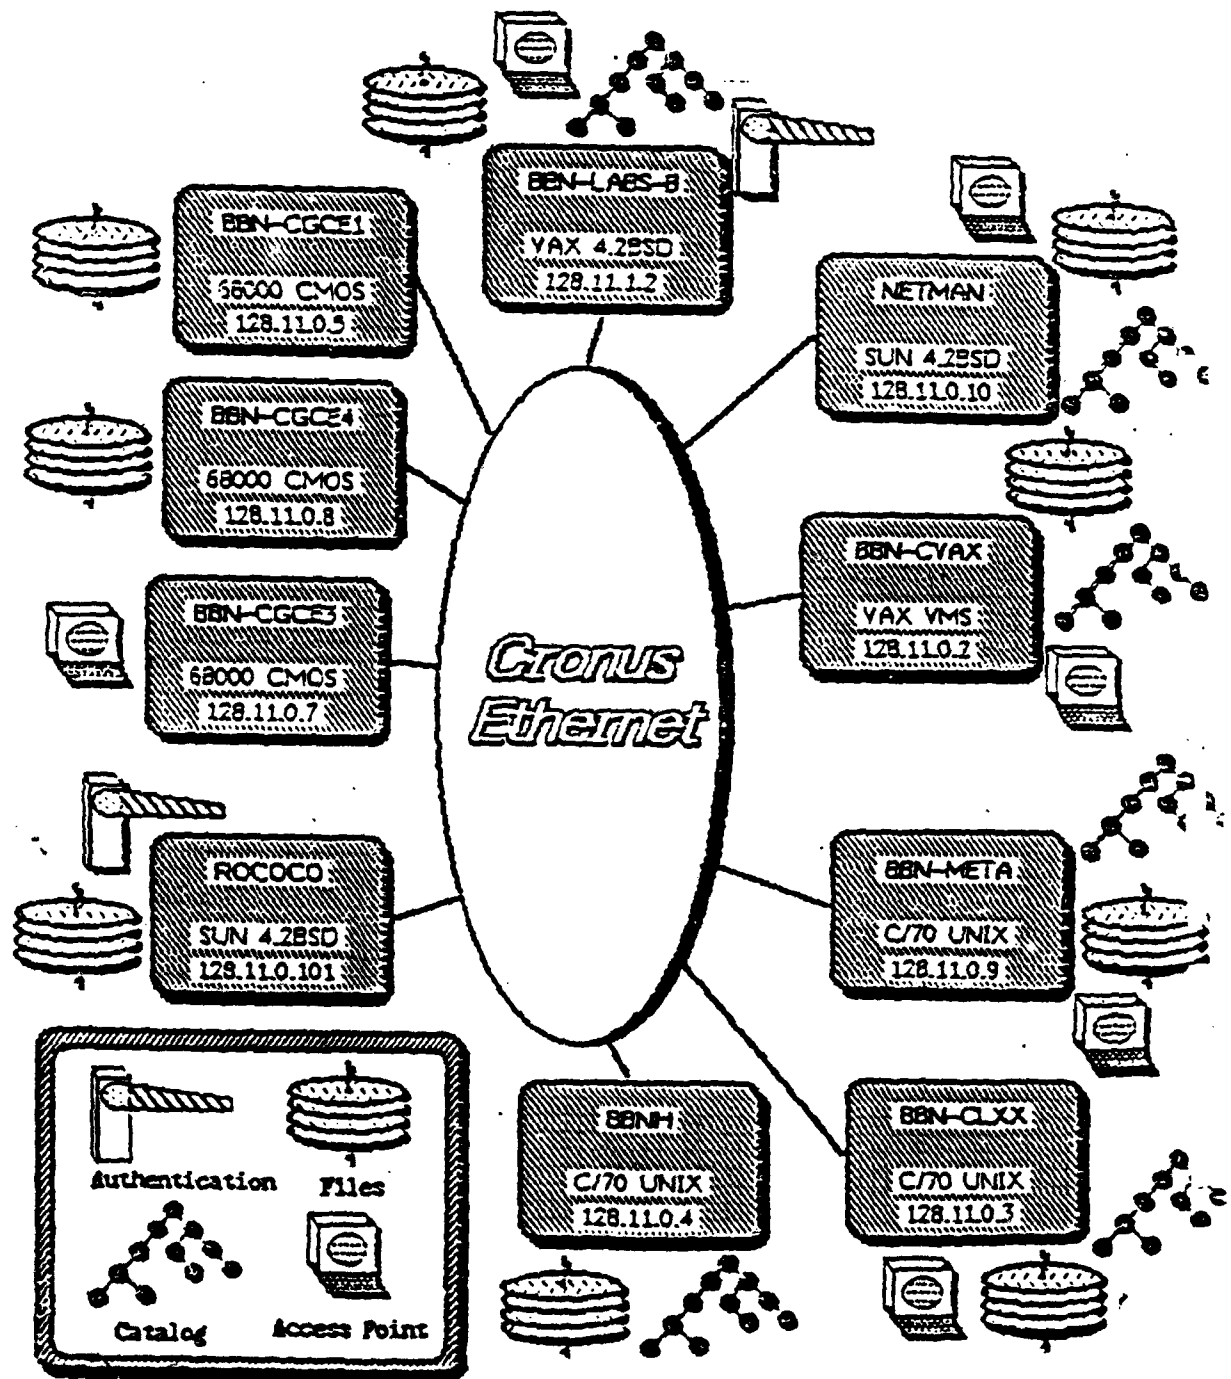 BBN-LABS-B
VAX 4.2BSD
128.11.1.2
BBN-CGCE1
68000 CMOS
128.11.0.5
NETMAN
SUN 4.2BSD
128.11.0.10
BBN-CGCE4
68000 CMOS
128.11.0.8
BBN-CVAX
VAX VMS
128.11.0.2
BBN-CGCE3
68000 CMOS
128.11.0.7
Cronus
Ethernet
ROCOCO
SUN 4.2BSD
128.11.0.101
BBN-META
C/70 UNIX
128.11.0.9
BBNH
C/70 UNIX
128.11.0.4
BBN-CLXX
C/70 UNIX
128.11.0.3
Authentication
Files
Catalog
Access Point